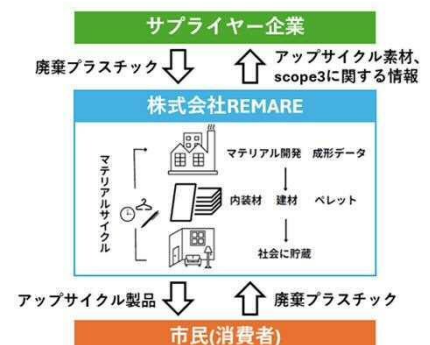 サプライヤー企業
廃棄プラスチック
アップサイクル素材、
scope3に関する情報
株式会社REMARE
マテリアルサイクル
マテリアル開発 成形データ
内装材 建材 ペレット
社会に貯蔵
アップサイクル製品
廃棄プラスチック
市民(消費者)